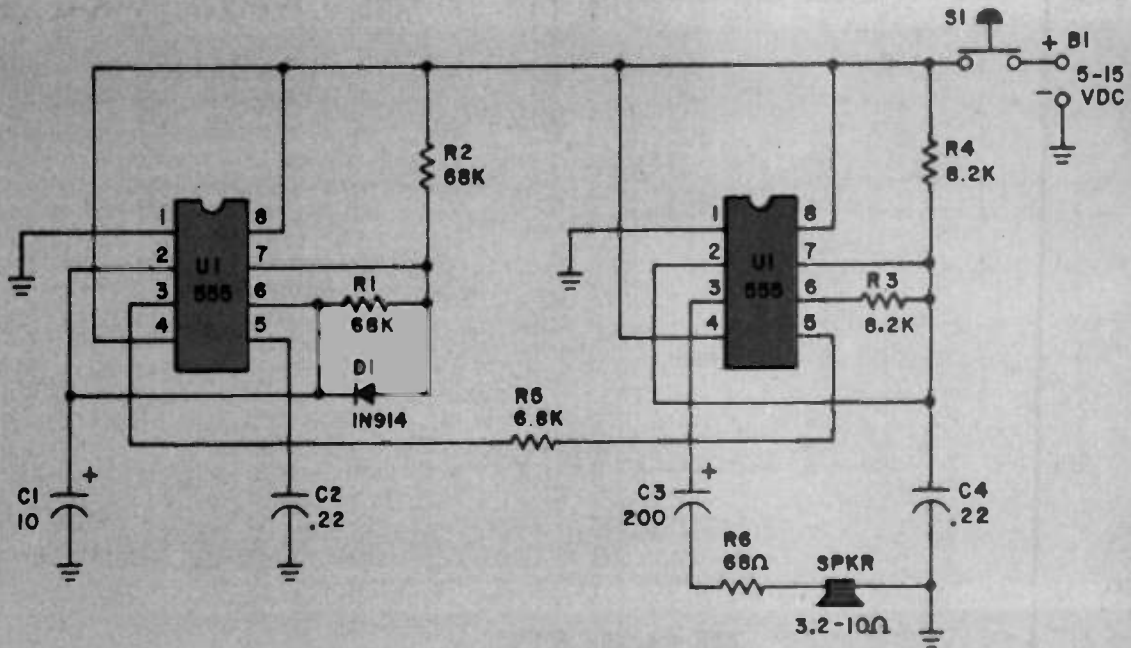 S1
+ B1
5-15
- VDC
R2
68K
R4
8.2K
1
2
3
4
U1
555
8
7
6
5
R1
68K
D1
1N914
1
2
3
4
U1
555
8
7
6
5
R3
8.2K
R5
6.8K
+
C1
10
C2
.22
+
C3
200
C4
.22
R6
68Ω
SPKR
3.2-10Ω